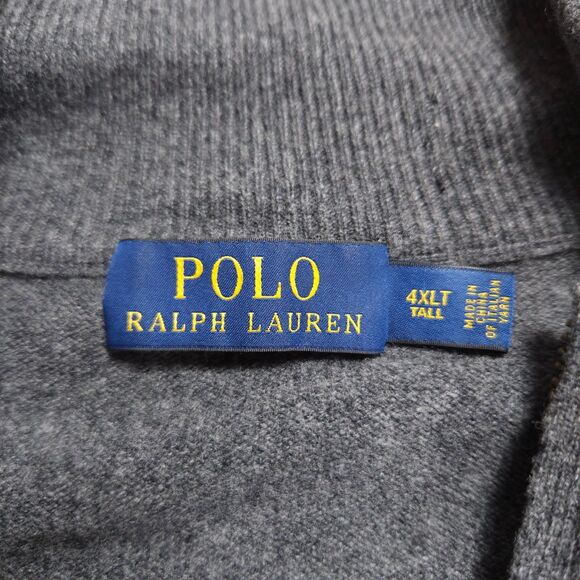 POLO
RALPH LAUREN
4XLT
TALL
MADE IN
CHINA
OF ITALIAN
YARN